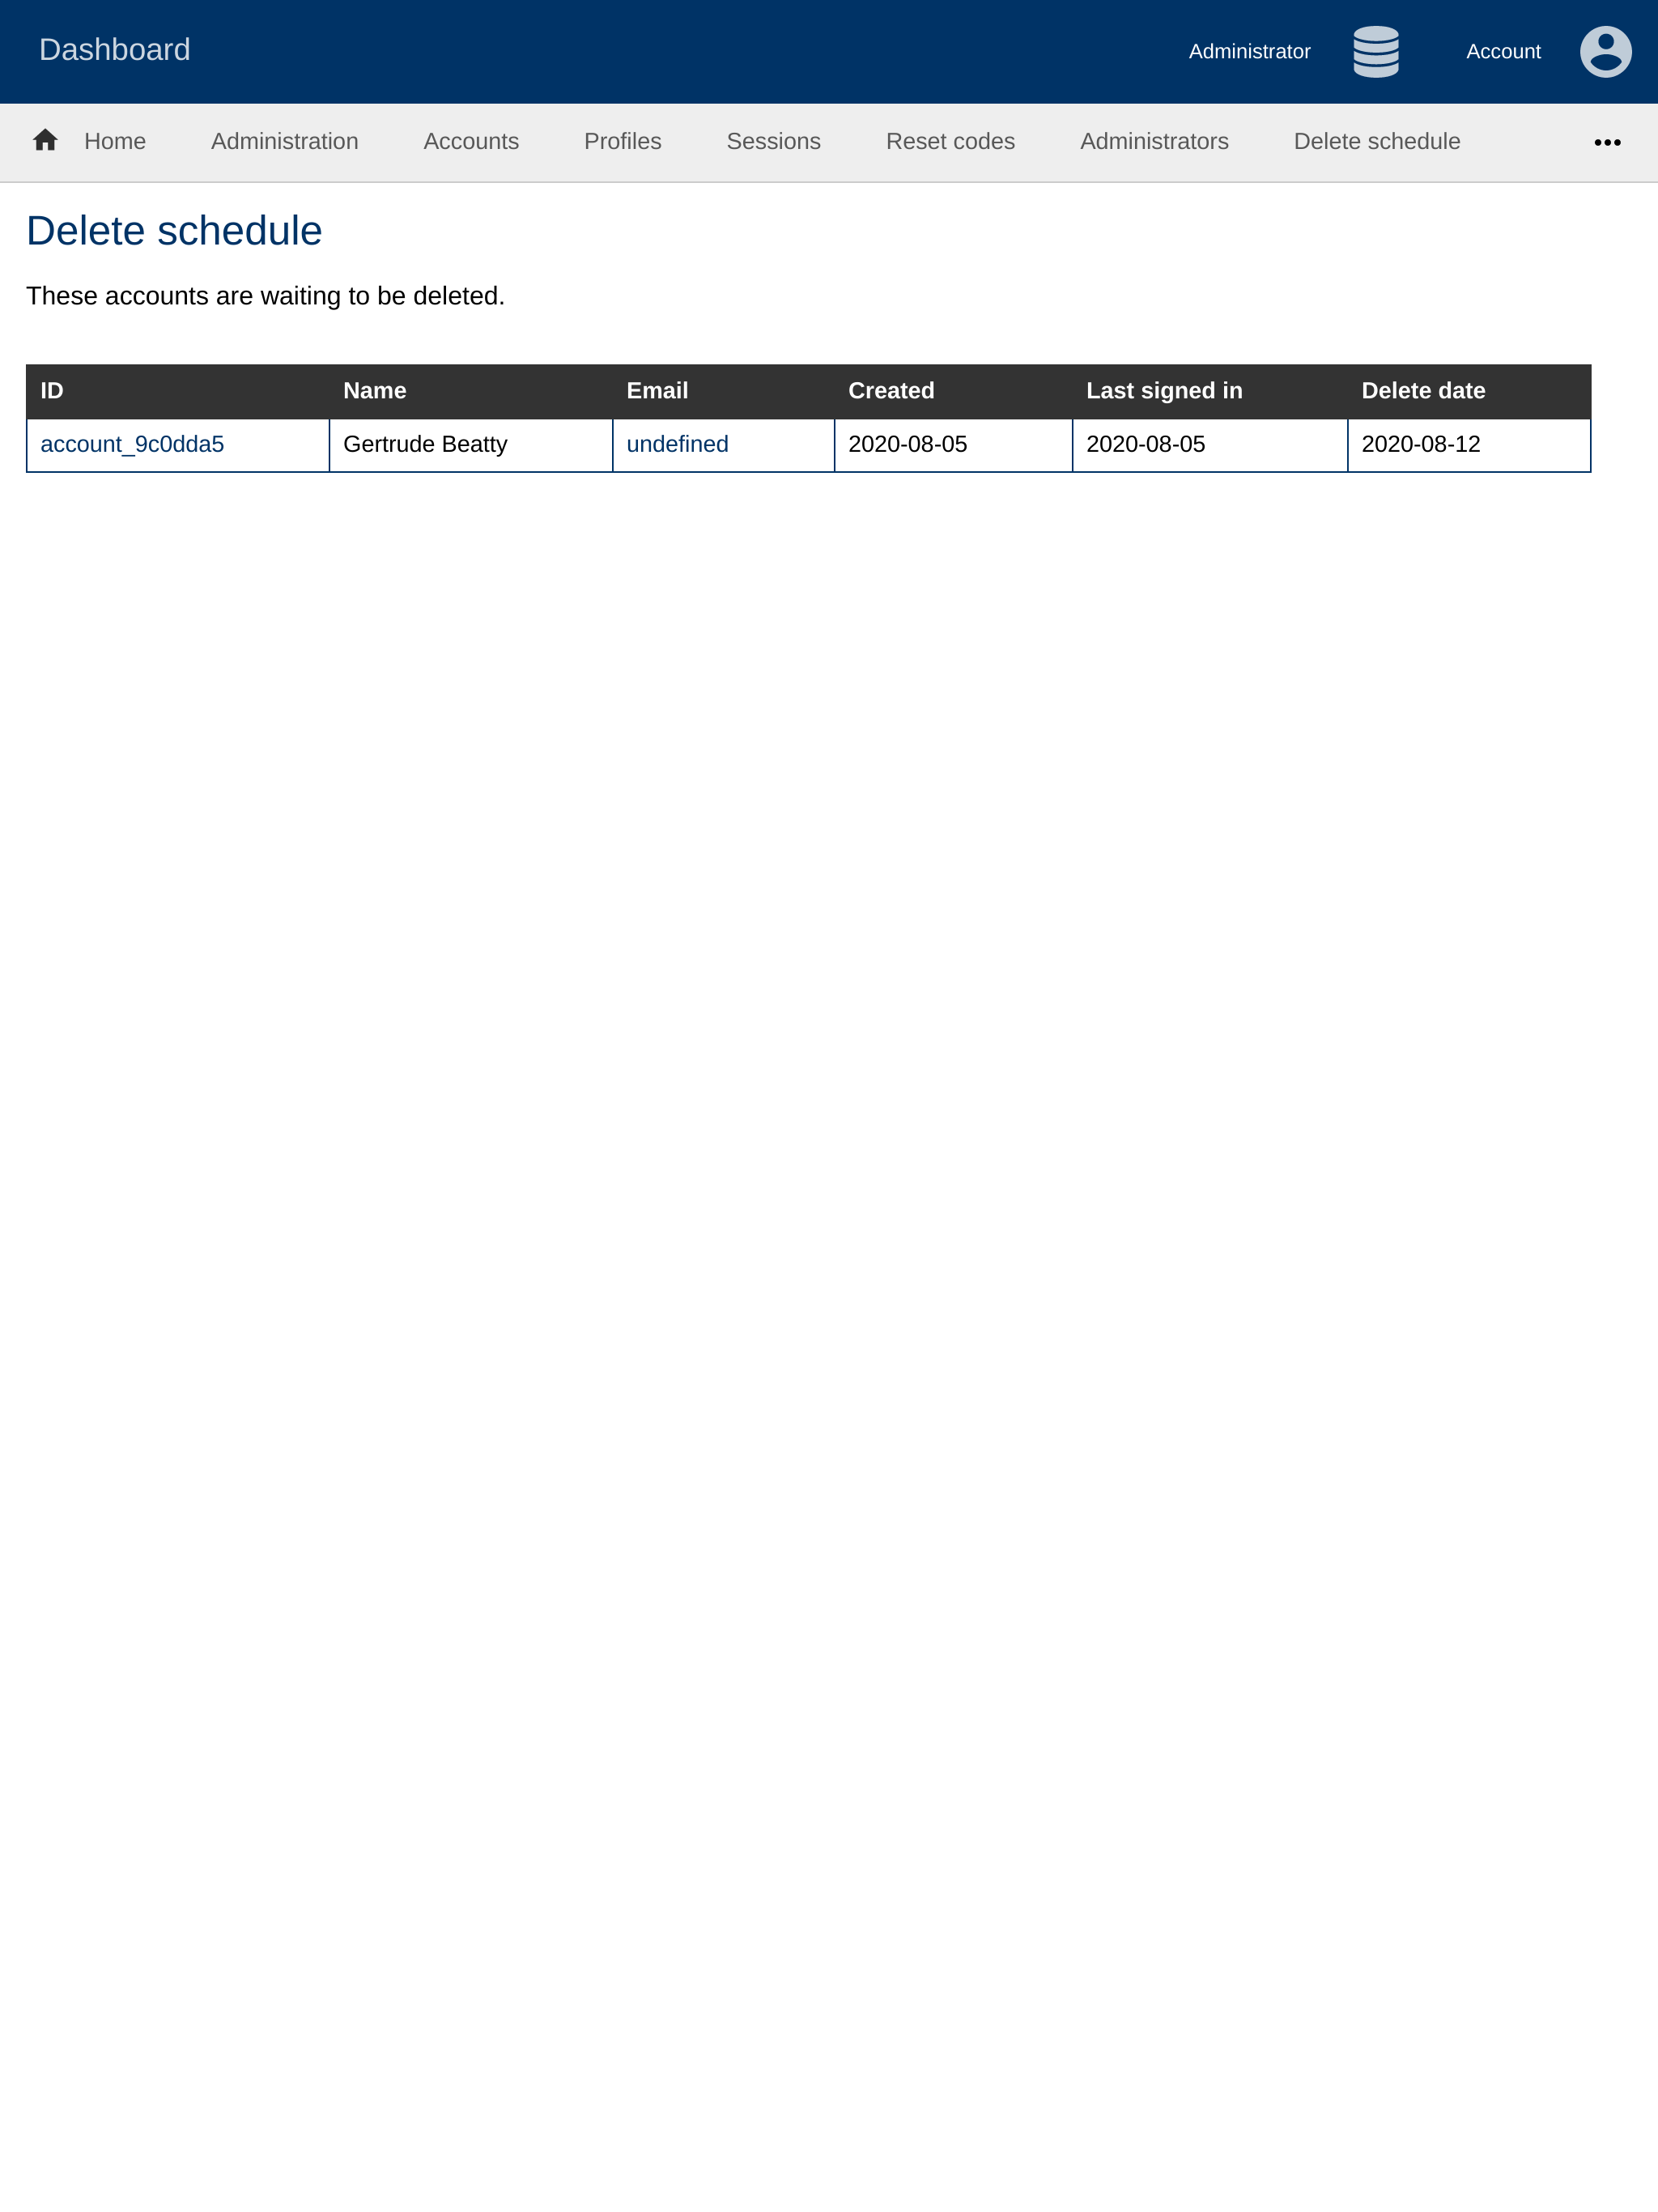 Dashboard Administrator Account
Home Administration Accounts Profiles Sessions Reset codes Administrators Delete schedule
Delete schedule
These accounts are waiting to be deleted.
ID Name Email Created Last signed in Delete date
account_9c0dda5 Gertrude Beatty undefined 2020-08-05 2020-08-05 2020-08-12